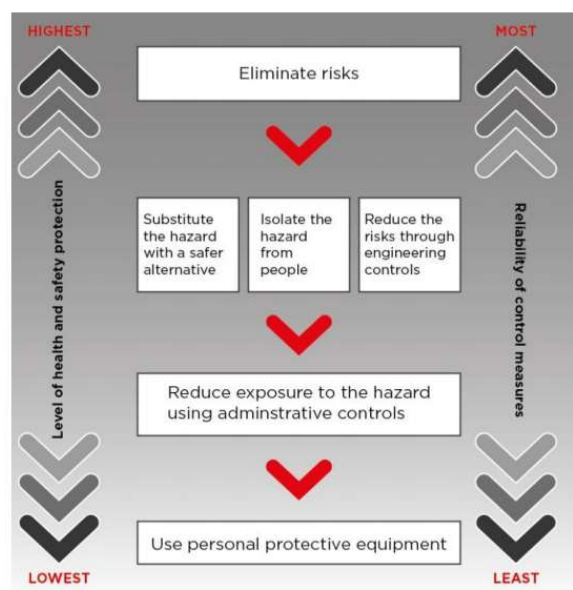 HIGHEST
MOST
Eliminate risks
Substitute
the hazard
with a safer
alternative
Isolate the
hazard
from
people
Reduce the
risks through
engineering
controls
Level of health and safety protection
Reliability of control measures
Reduce exposure to the hazard
using adminstrative controls
Use personal protective equipment
LOWEST
LEAST